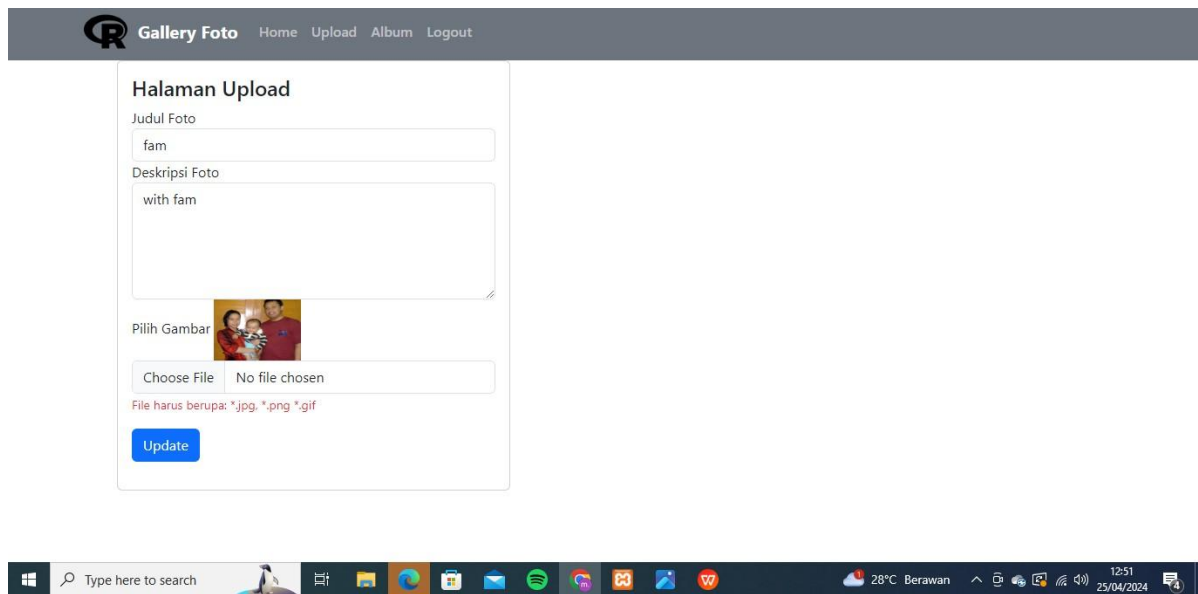 R Gallery Foto Home Upload Album Logout
Halaman Upload
Judul Foto
fam
Deskripsi Foto
with fam
Pilih Gambar
Choose File No file chosen
File harus berupa: *.jpg, *.png *.gif
Update
Type here to search
28°C Berawan
12:51
25/04/2024
4